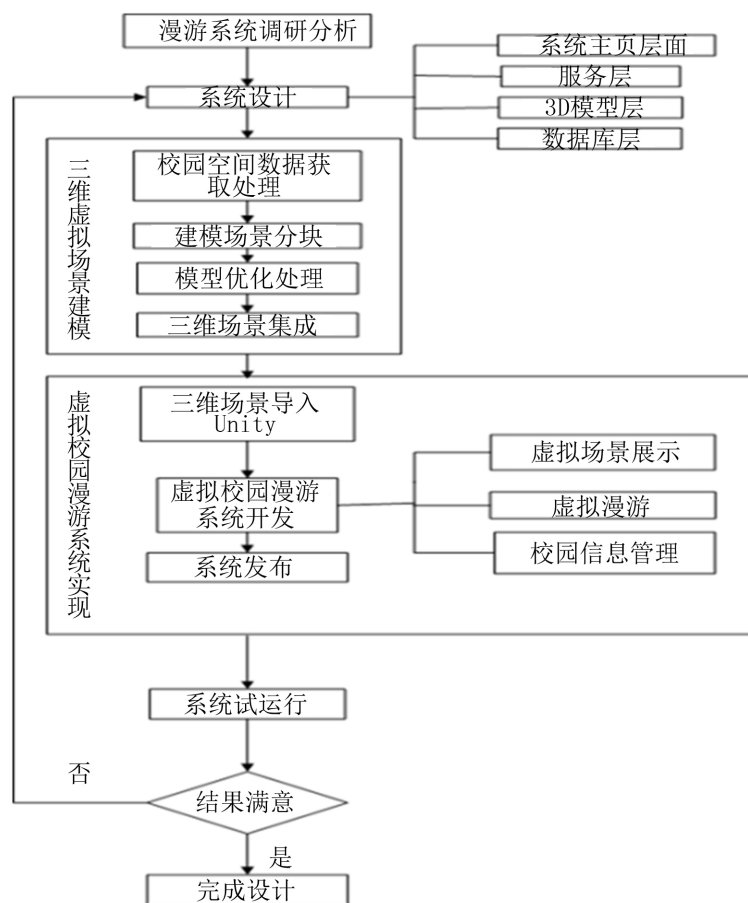 漫游系统调研分析
系统设计
系统主页层面
服务层
3D模型层
数据库层
三维虚拟场景建模
校园空间数据获
取处理
建模场景分块
模型优化处理
三维场景集成
虚拟校园漫游系统实现
三维场景导入
Unity
虚拟校园漫游
系统开发
系统发布
虚拟场景展示
虚拟漫游
校园信息管理
系统试运行
否
结果满意
是
完成设计